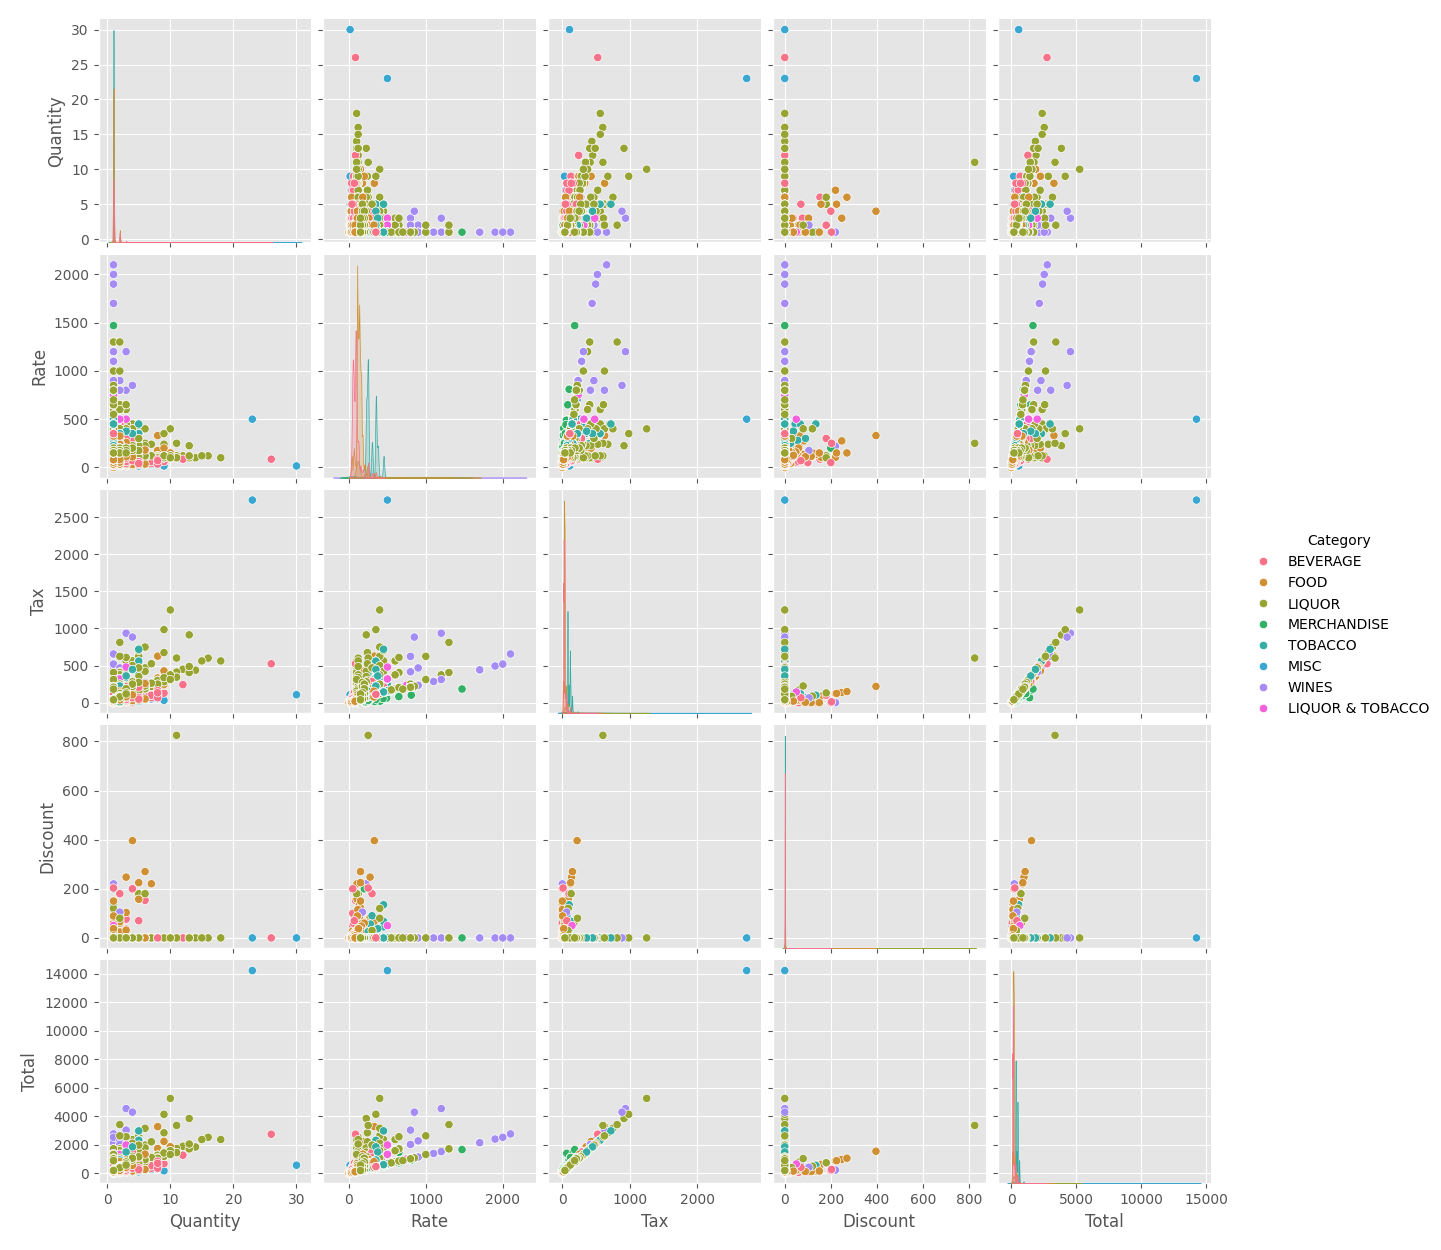 30
25
20
15
10
5
0
Quantity
2000
1500
1000
500
0
Rate
2500
2000
1500
1000
500
0
Tax
Category
BEVERAGE
FOOD
LIQUOR
MERCHANDISE
TOBACCO
MISC
WINES
LIQUOR & TOBACCO
800
600
400
200
0
Discount
14000
12000
10000
8000
6000
4000
2000
0
Total
0 10 20 30
0 1000 2000
0 1000 2000
0 200 400 600 800
0 5000 10000 15000
Quantity Rate Tax Discount Total